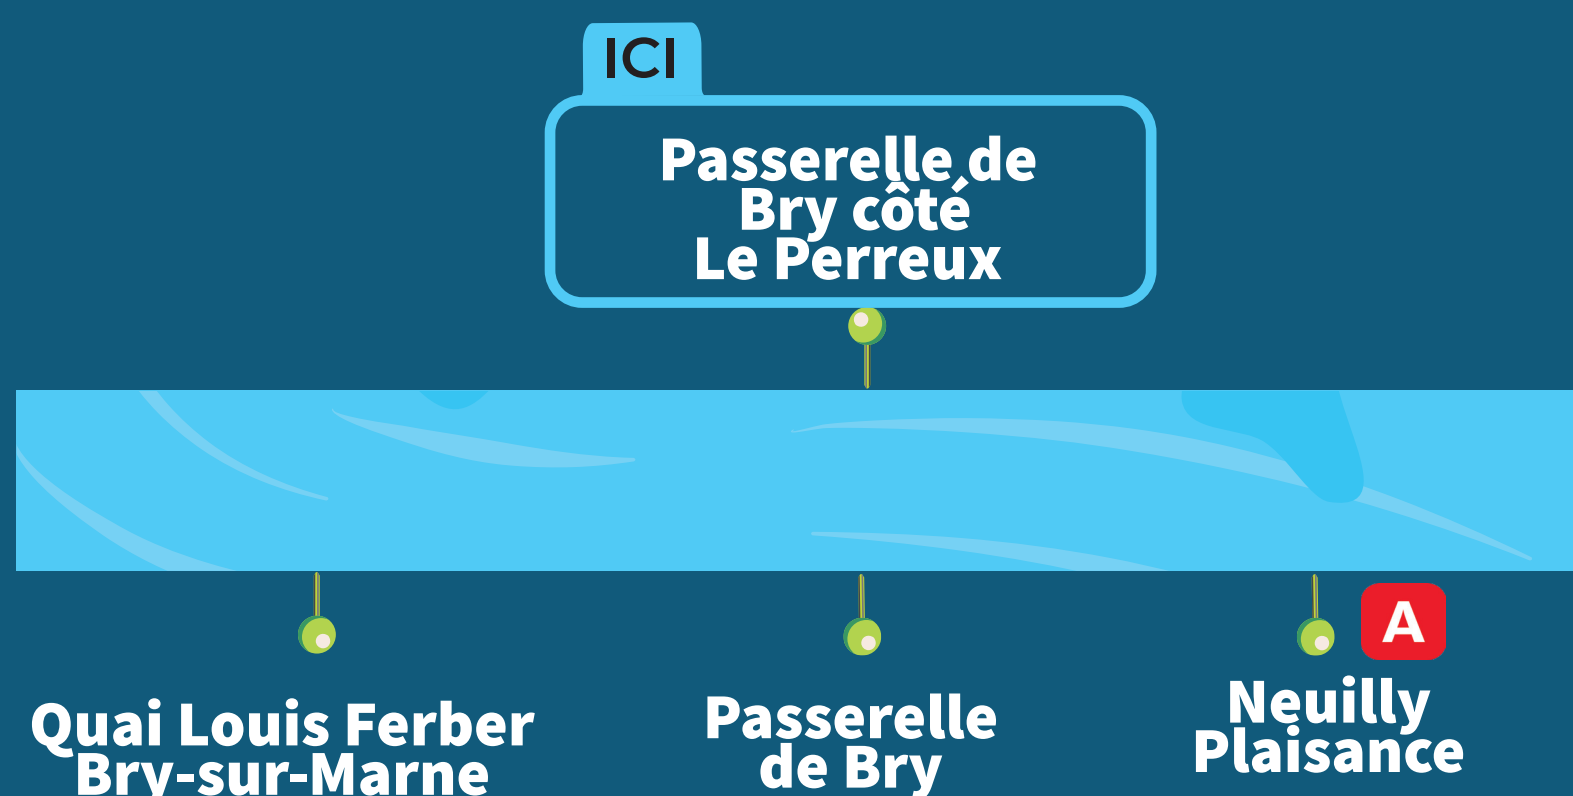 ICI
Passerelle de
Bry côté
Le Perreux
A
Quai Louis Ferber
Bry-sur-Marne
Passerelle
de Bry
Neuilly
Plaisance